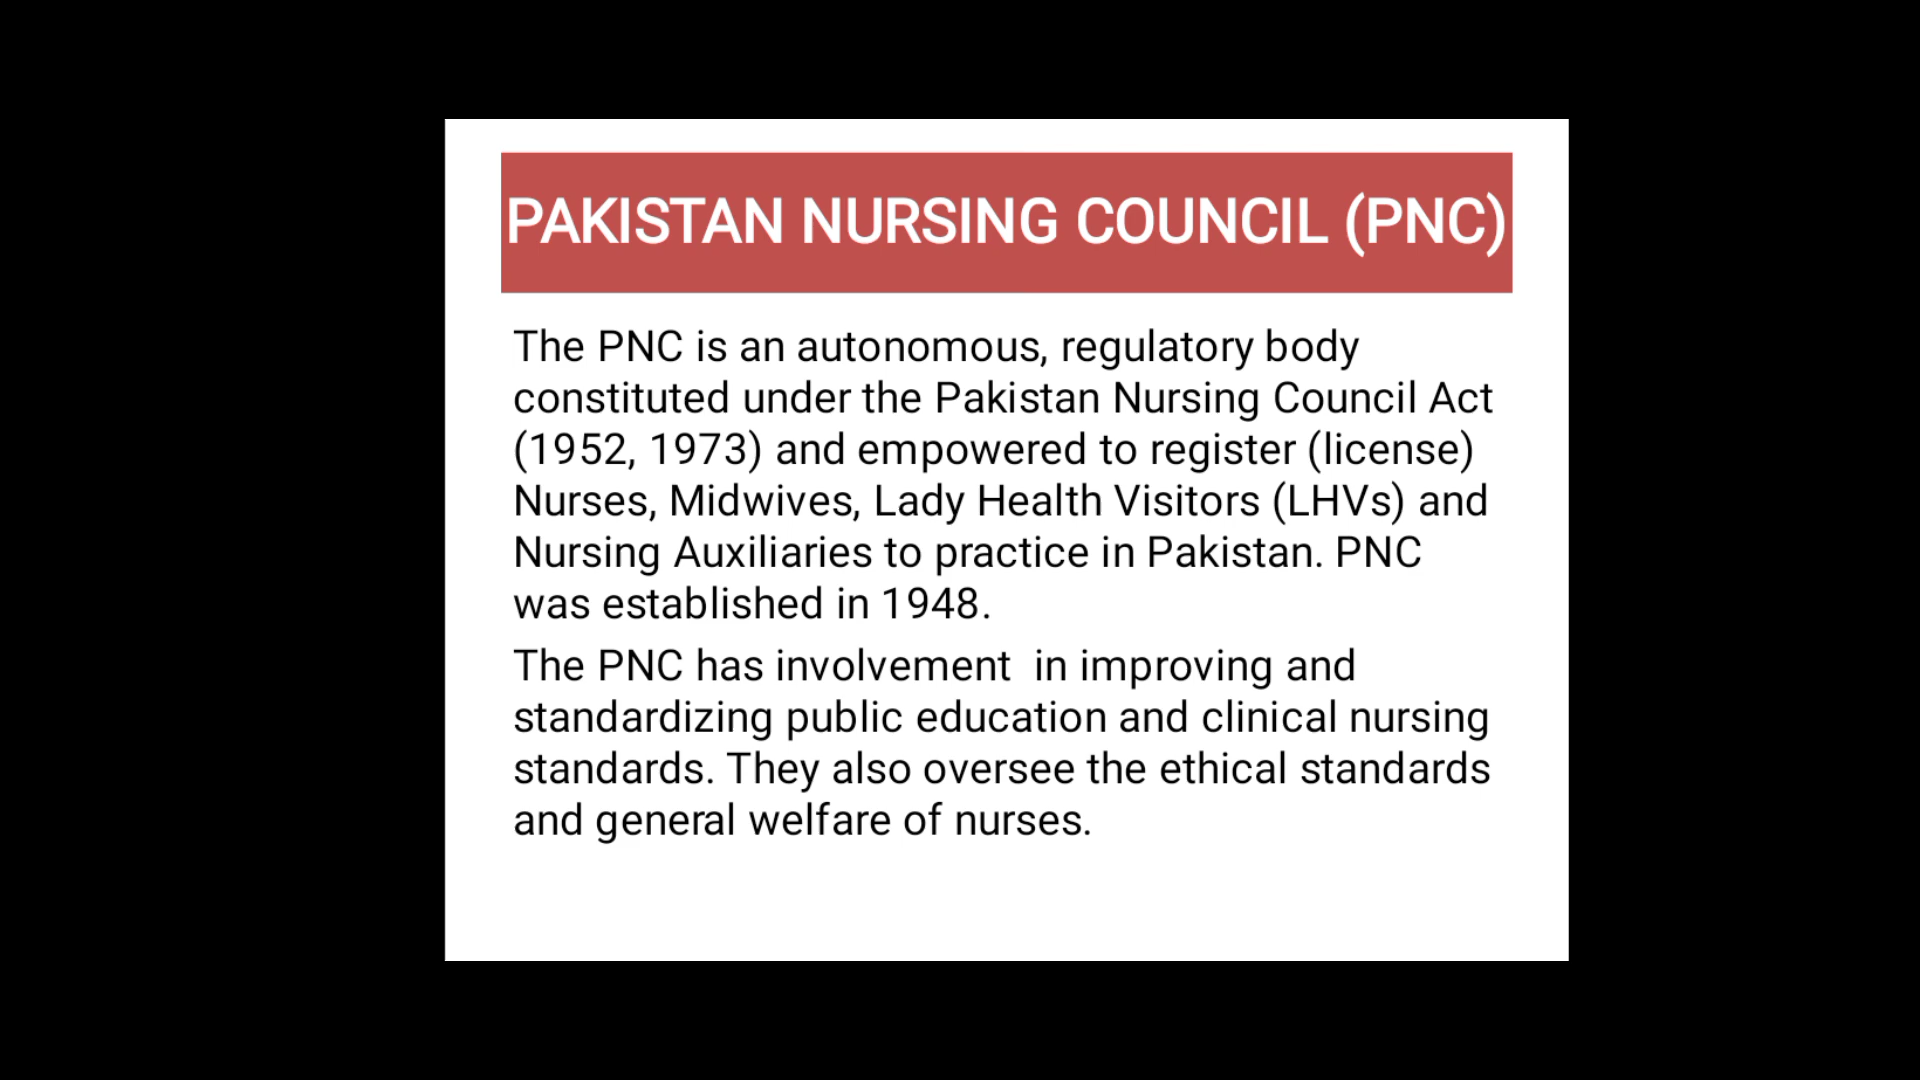 PAKISTAN NURSING COUNCIL (PNC)
The PNC is an autonomous, regulatory body
constituted under the Pakistan Nursing Council Act
(1952, 1973) and empowered to register (license)
Nurses, Midwives, Lady Health Visitors (LHVs) and
Nursing Auxiliaries to practice in Pakistan. PNC
was established in 1948.
The PNC has involvement  in improving and
standardizing public education and clinical nursing
standards. They also oversee the ethical standards
and general welfare of nurses.